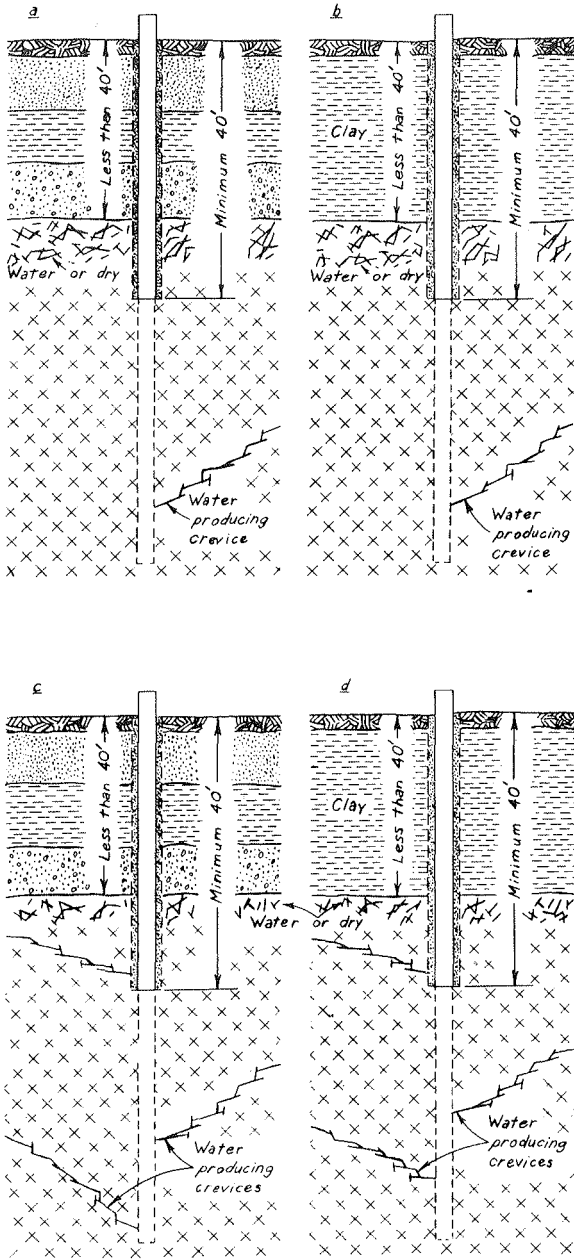 a
Less than 40'
Minimum 40'
Water or dry
Water
producing
crevice
b
Clay
Less than 40'
Minimum 40'
Water or dry
Water
producing
crevice
c
Less than 40'
Minimum 40'
Water or dry
Water
producing
crevices
d
Clay
Less than 40'
Minimum 40'
Water
producing
crevices